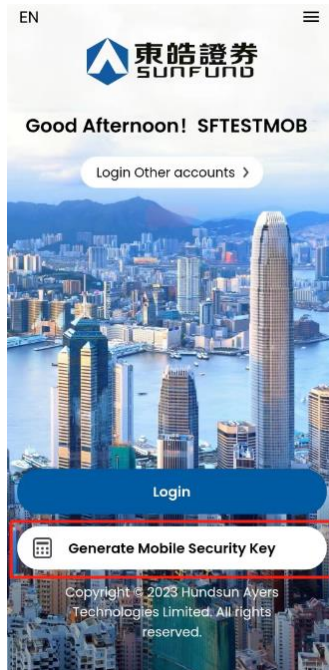 EN
東皓證券
SUNFUND
Good Afternoon! SFTESTMOB
Login Other accounts
Login
Generate Mobile Security Key
Copyright © 2023 Hundsun Ayers
Technologies Limited. All rights
reserved.